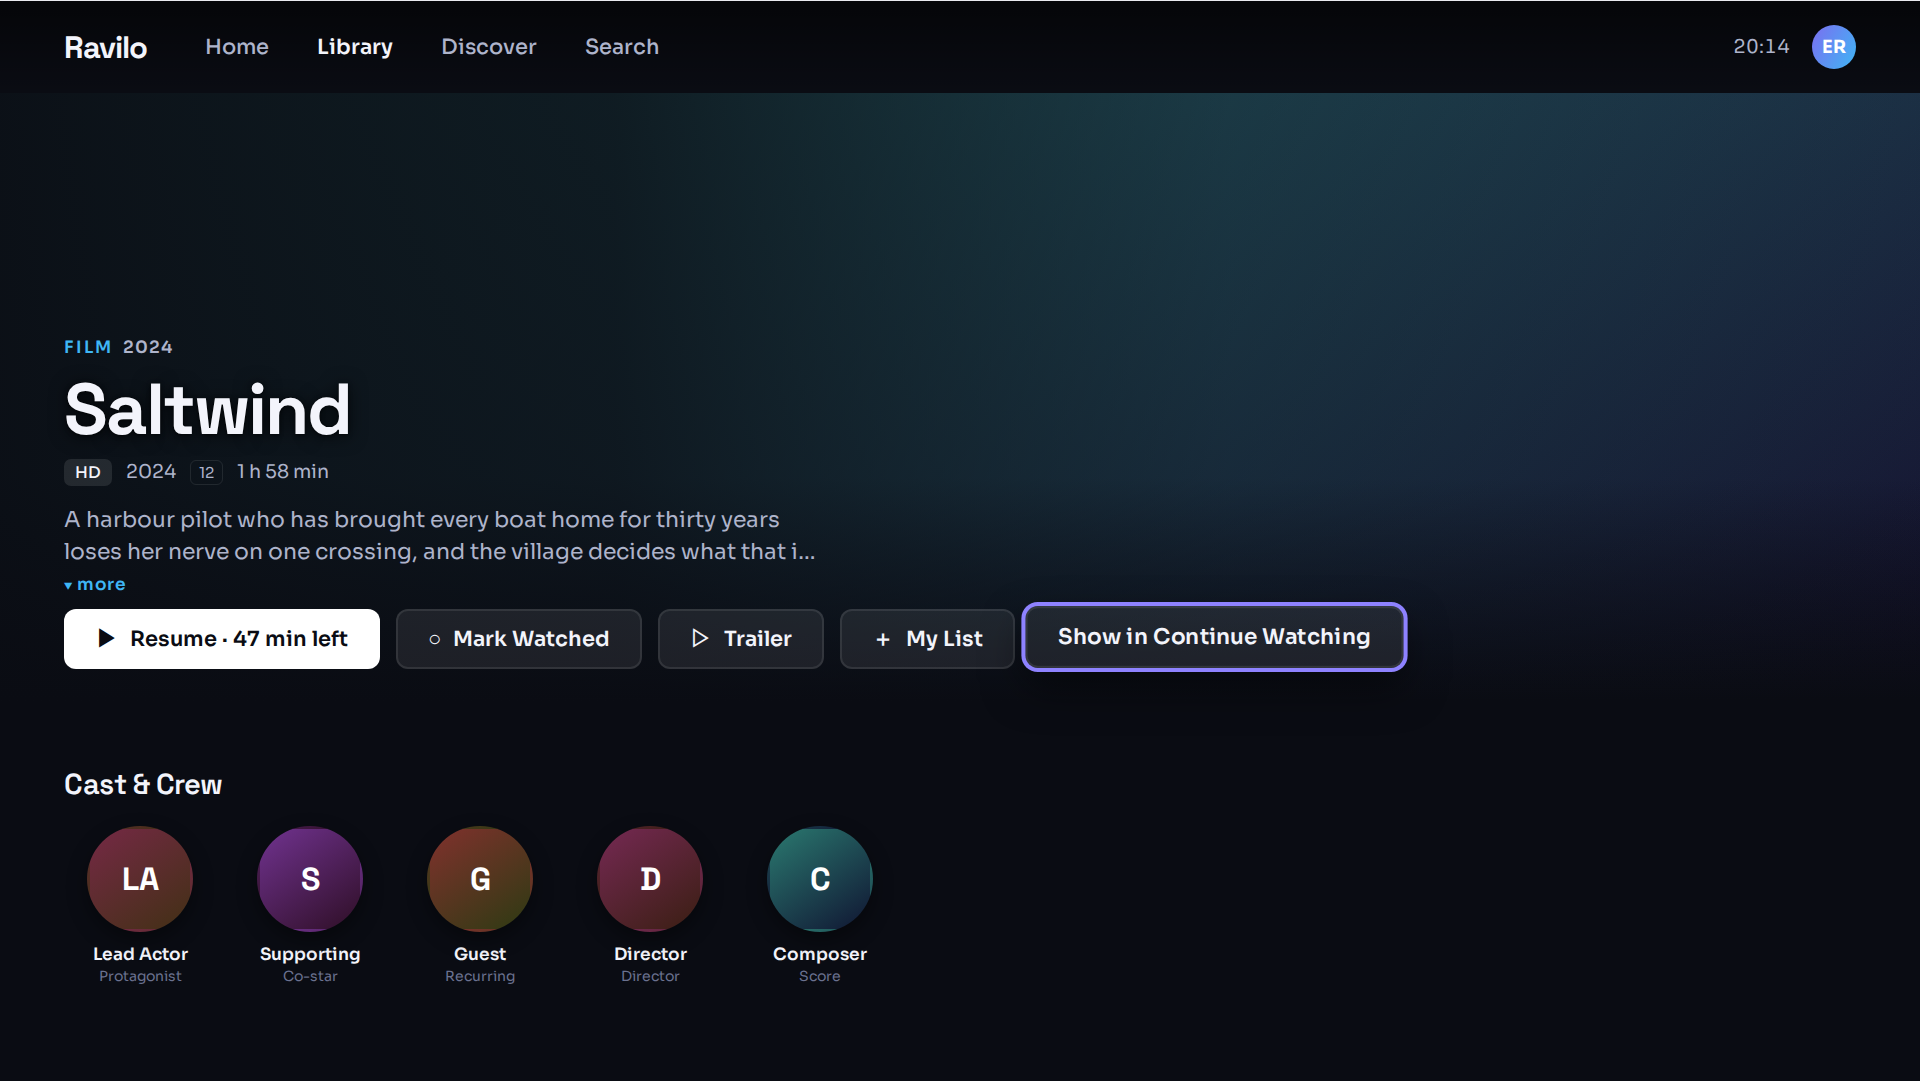 Ravilo Home Library Discover Search 20:14 ER
FILM 2024
Saltwind
HD 2024 12 1 h 58 min
A harbour pilot who has brought every boat home for thirty years
loses her nerve on one crossing, and the village decides what that i...
▾ more
▶ Resume · 47 min left ○ Mark Watched ▷ Trailer + My List Show in Continue Watching
Cast & Crew
LA S G D C
Lead Actor Supporting Guest Director Composer
Protagonist Co-star Recurring Director Score